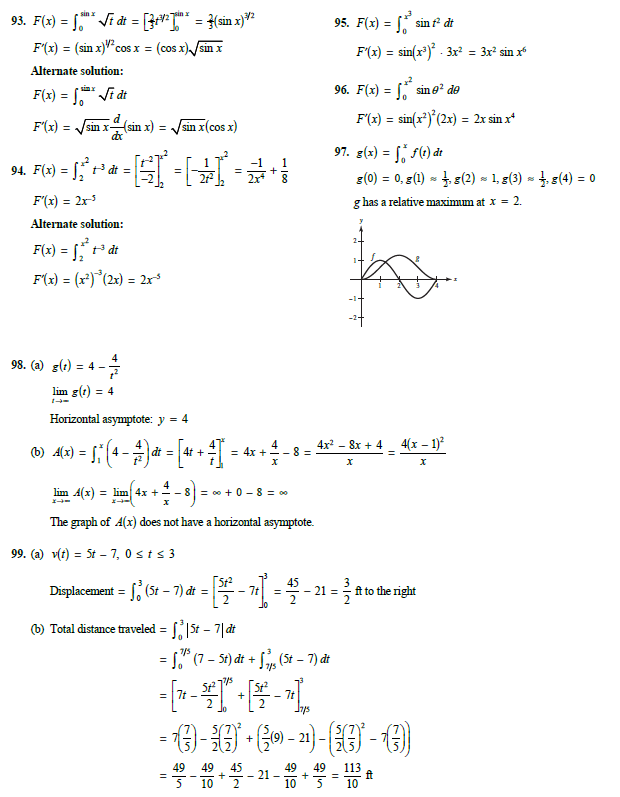 93. F(x) = ∫₀^(sin x) √t dt = [2/3 t^(3/2)]₀^(sin x) = 2/3 (sin x)^(3/2)
F′(x) = (sin x)^(1/2) cos x = (cos x)√(sin x)
Alternate solution:
F(x) = ∫₀^(sin x) √t dt
F′(x) = √(sin x) d/dx (sin x) = √(sin x)(cos x)
94. F(x) = ∫₂^(x²) t⁻³ dt = [t⁻²/−2]₂^(x²) = [−1/(2t²)]₂^(x²) = −1/(2x⁴) + 1/8
F′(x) = 2x⁻⁵
Alternate solution:
F(x) = ∫₂^(x²) t⁻³ dt
F′(x) = (x²)⁻³(2x) = 2x⁻⁵
95. F(x) = ∫₀^(x³) sin t² dt
F′(x) = sin(x³)² · 3x² = 3x² sin x⁶
96. F(x) = ∫₀^(x²) sin θ² dθ
F′(x) = sin(x²)²(2x) = 2x sin x⁴
97. g(x) = ∫₀^x f(t) dt
g(0) = 0, g(1) ≈ 1/2, g(2) ≈ 1, g(3) ≈ 1/2, g(4) = 0
g has a relative maximum at x = 2.
y
2
1 f g
1 2 3 4 x
−1
−2
98. (a) g(t) = 4 − 4/t²
lim t→∞ g(t) = 4
Horizontal asymptote: y = 4
(b) A(x) = ∫₁^x (4 − 4/t²) dt = [4t + 4/t]₁^x = 4x + 4/x − 8 = (4x² − 8x + 4)/x = 4(x − 1)²/x
lim x→∞ A(x) = lim x→∞ (4x + 4/x − 8) = ∞ + 0 − 8 = ∞
The graph of A(x) does not have a horizontal asymptote.
99. (a) v(t) = 5t − 7, 0 ≤ t ≤ 3
Displacement = ∫₀³ (5t − 7) dt = [5t²/2 − 7t]₀³ = 45/2 − 21 = 3/2 ft to the right
(b) Total distance traveled = ∫₀³ |5t − 7| dt
= ∫₀^(7/5) (7 − 5t) dt + ∫_(7/5)³ (5t − 7) dt
= [7t − 5t²/2]₀^(7/5) + [5t²/2 − 7t]_(7/5)³
= 7(7/5) − 5/2(7/5)² + (5/2(9) − 21) − (5/2(7/5)² − 7(7/5))
= 49/5 − 49/10 + 45/2 − 21 − 49/10 + 49/5 = 113/10 ft